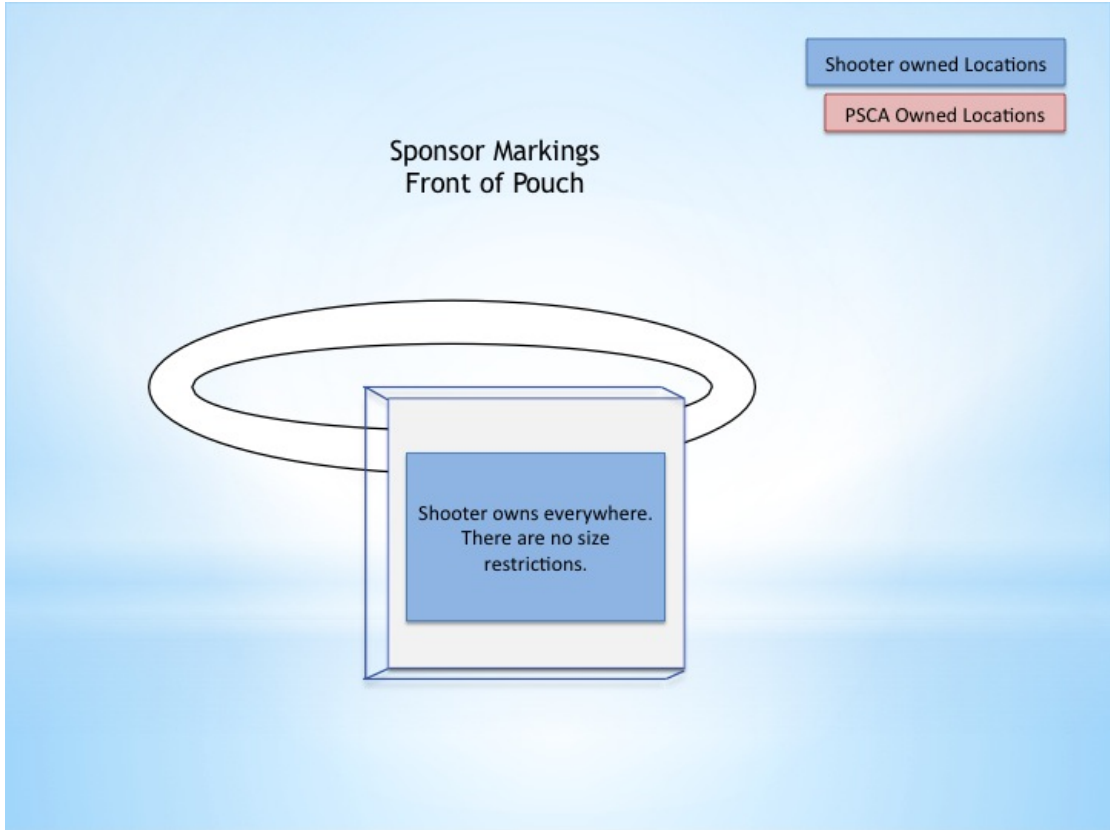 Shooter owned Locations
PSCA Owned Locations
Sponsor Markings
Front of Pouch
Shooter owns everywhere.
There are no size
restrictions.